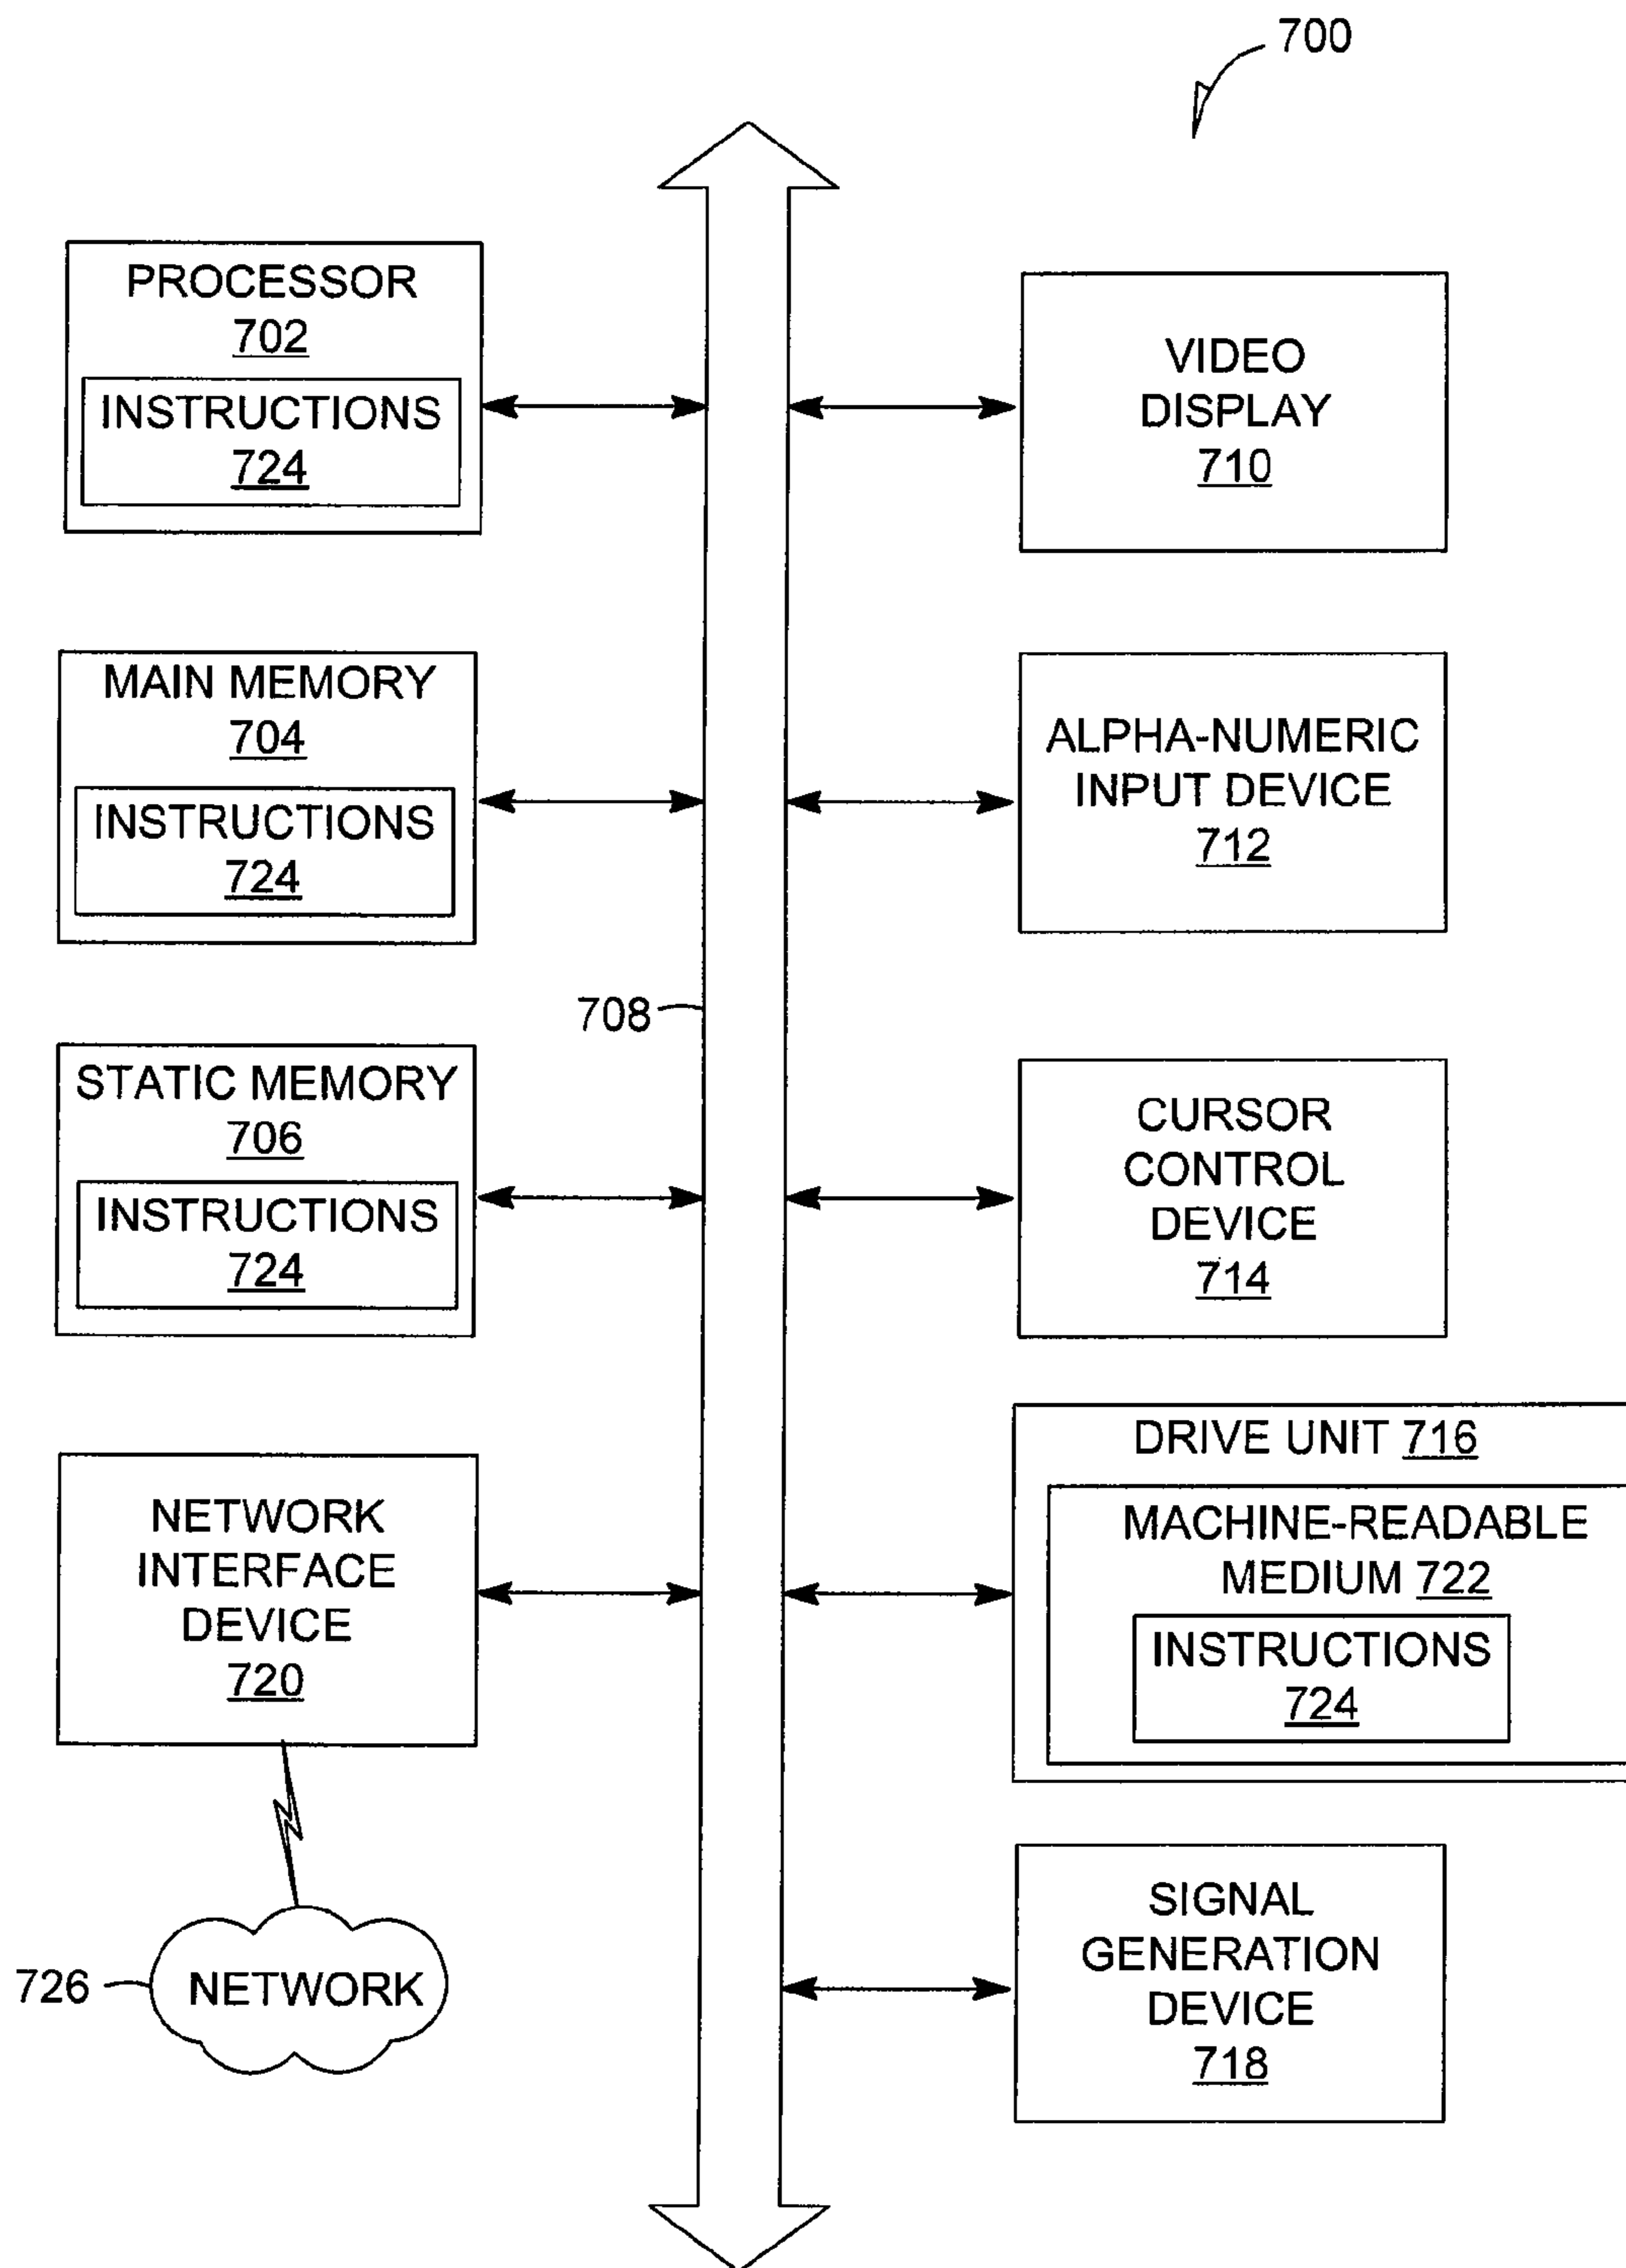 700
PROCESSOR
702
INSTRUCTIONS
724
MAIN MEMORY
704
INSTRUCTIONS
724
708
STATIC MEMORY
706
INSTRUCTIONS
724
NETWORK
INTERFACE
DEVICE
720
726
NETWORK
VIDEO
DISPLAY
710
ALPHA-NUMERIC
INPUT DEVICE
712
CURSOR
CONTROL
DEVICE
714
DRIVE UNIT 716
MACHINE-READABLE
MEDIUM 722
INSTRUCTIONS
724
SIGNAL
GENERATION
DEVICE
718